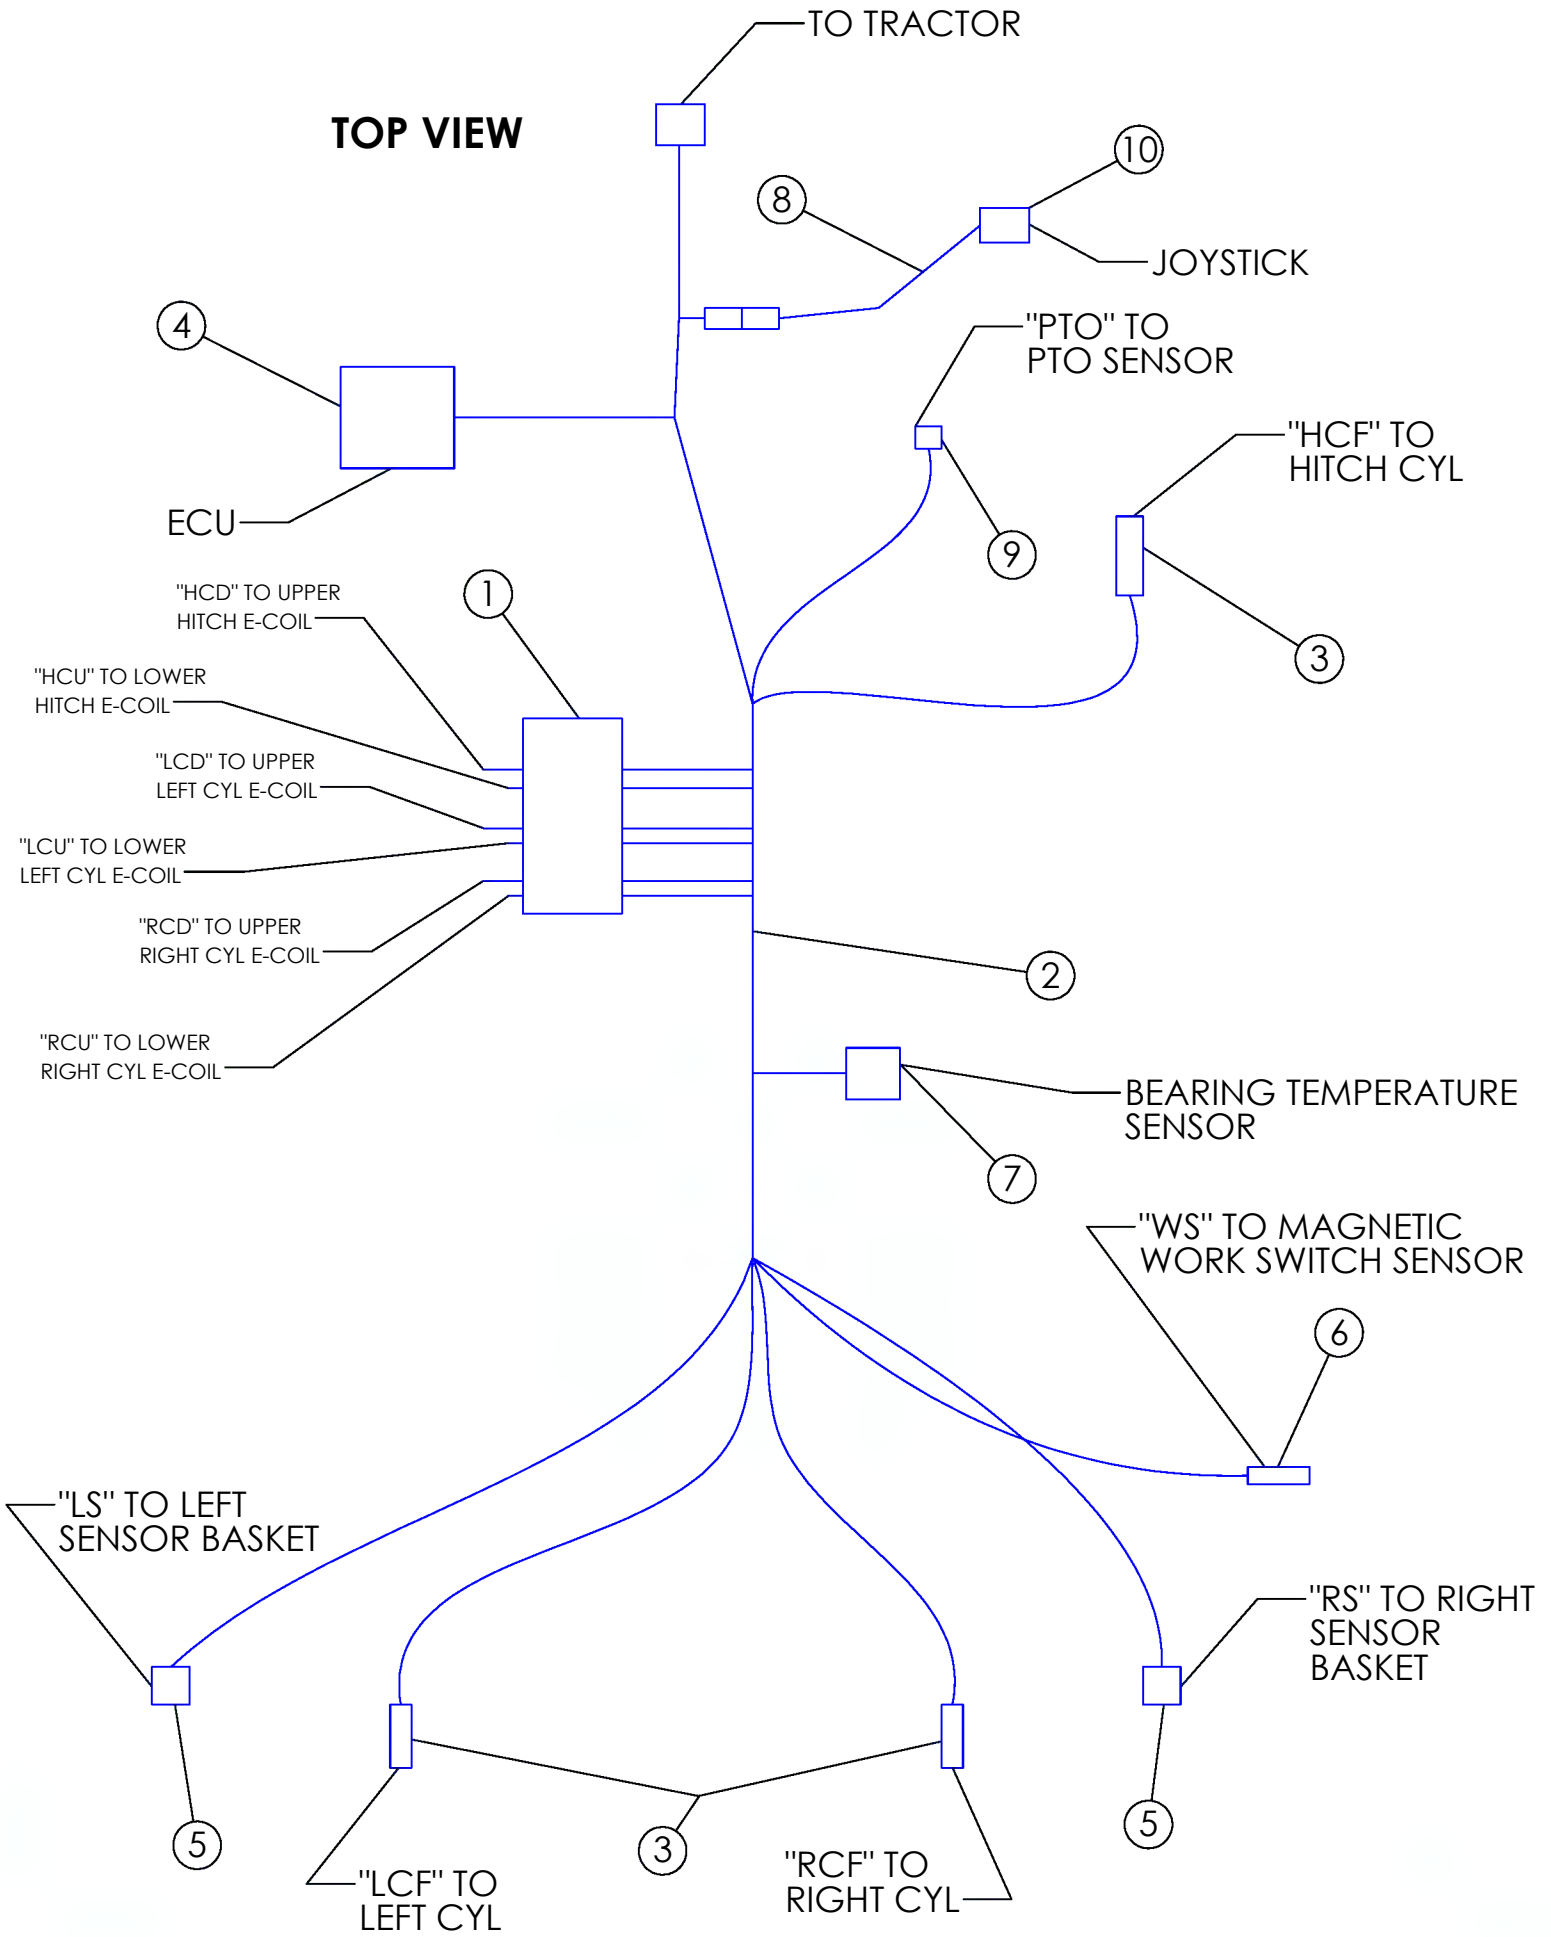 TO TRACTOR
TOP VIEW
10
8
JOYSTICK
4
"PTO" TO
PTO SENSOR
"HCF" TO
HITCH CYL
ECU
9
"HCD" TO UPPER
HITCH E-COIL
1
3
"HCU" TO LOWER
HITCH E-COIL
"LCD" TO UPPER
LEFT CYL E-COIL
"LCU" TO LOWER
LEFT CYL E-COIL
"RCD" TO UPPER
RIGHT CYL E-COIL
2
"RCU" TO LOWER
RIGHT CYL E-COIL
BEARING TEMPERATURE
SENSOR
7
"WS" TO MAGNETIC
WORK SWITCH SENSOR
6
"LS" TO LEFT
SENSOR BASKET
"RS" TO RIGHT
SENSOR
BASKET
5
3
5
"RCF" TO
RIGHT CYL
"LCF" TO
LEFT CYL